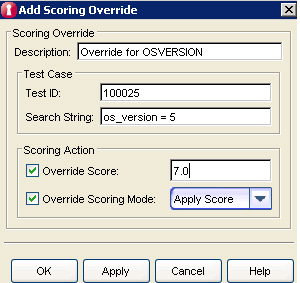 Add Scoring Override
Scoring Override
Description: Override for OSVERSION
Test Case
Test ID: 100025
Search String: os_version = 5
Scoring Action
Override Score: 7.0
Override Scoring Mode: Apply Score
OK Apply Cancel Help